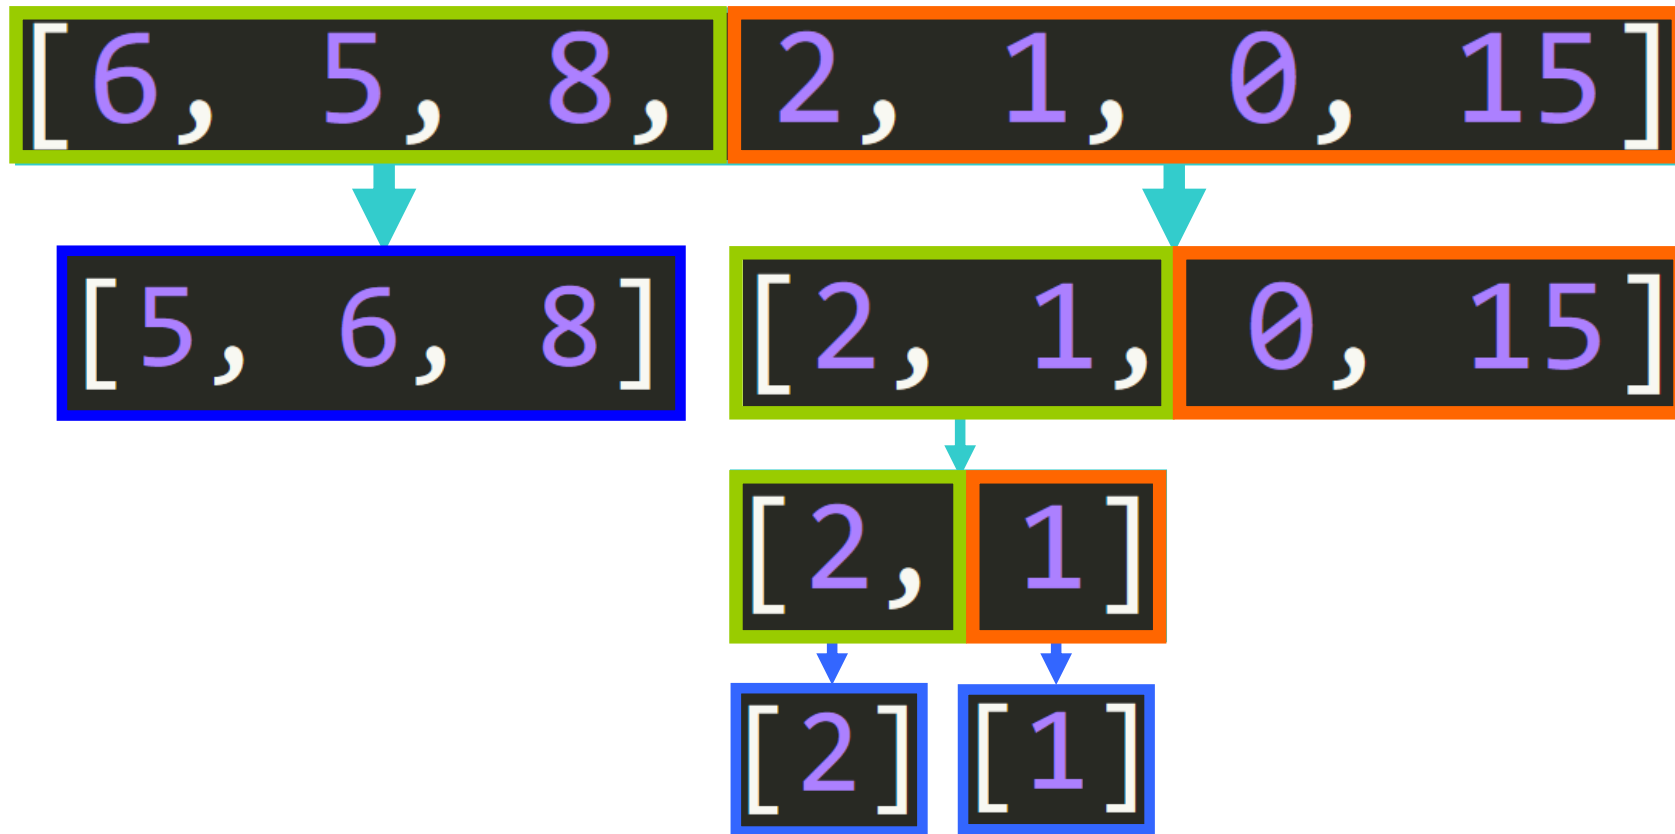 [6, 5, 8, 2, 1, 0, 15]
[5, 6, 8]
[2, 1, 0, 15]
[2, 1]
[2]
[1]